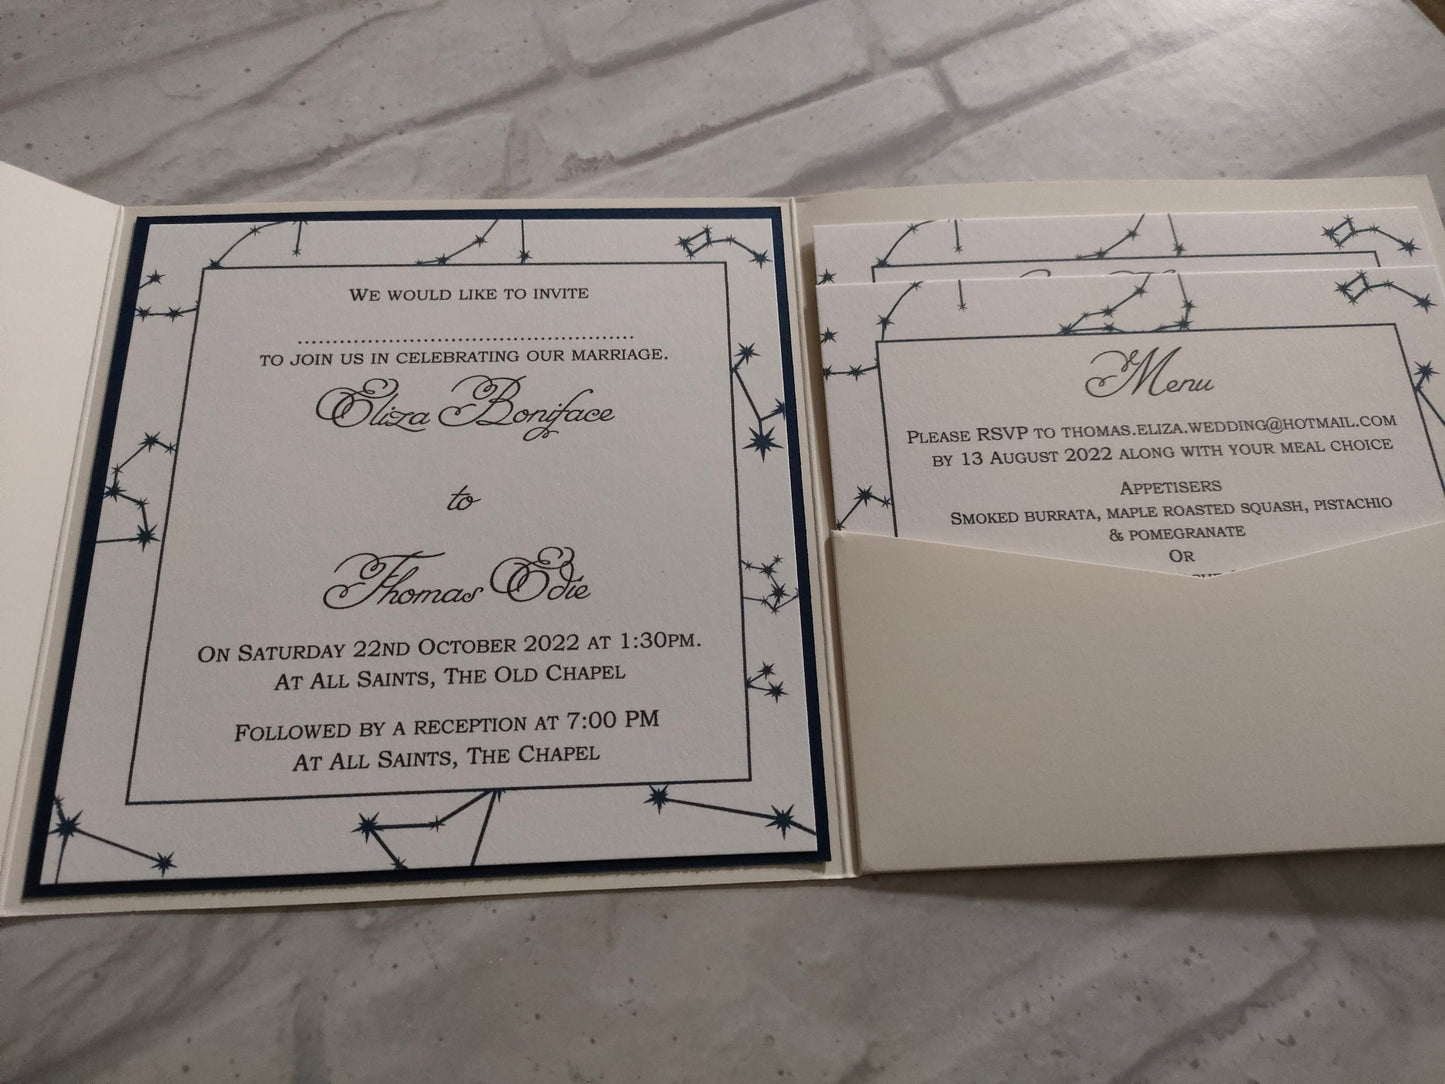 We would like to invite
........................................................
to join us in celebrating our marriage.
Eliza Boniface
to
Thomas Edie
On Saturday 22nd October 2022 at 1:30pm.
At All Saints, The Old Chapel
Followed by a reception at 7:00 PM
At All Saints, The Chapel
Menu
Please RSVP to thomas.eliza.wedding@hotmail.com
by 13 August 2022 along with your meal choice
Appetisers
Smoked burrata, maple roasted squash, pistachio
& pomegranate
Or